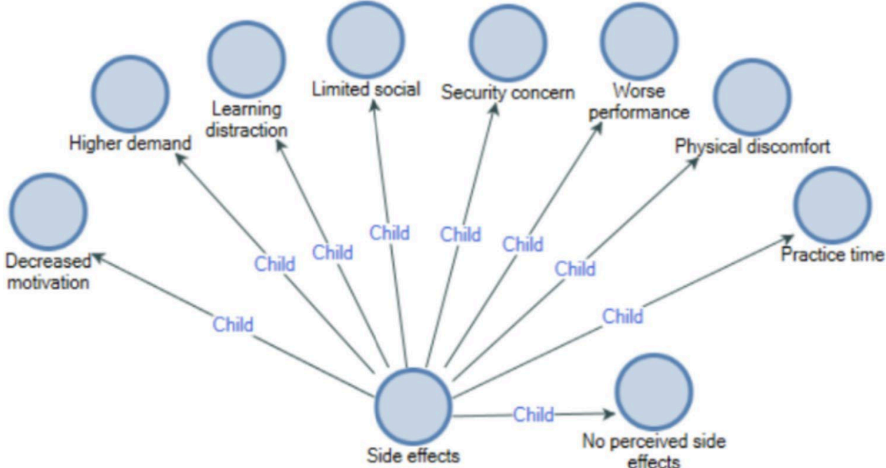 Limited social
Security concern
Worse
performance
Learning
distraction
Higher demand
Physical discomfort
Decreased
motivation
Practice time
Child
Child
Child
Child
Child
Child
Child
Child
Child
No perceived side
effects
Side effects